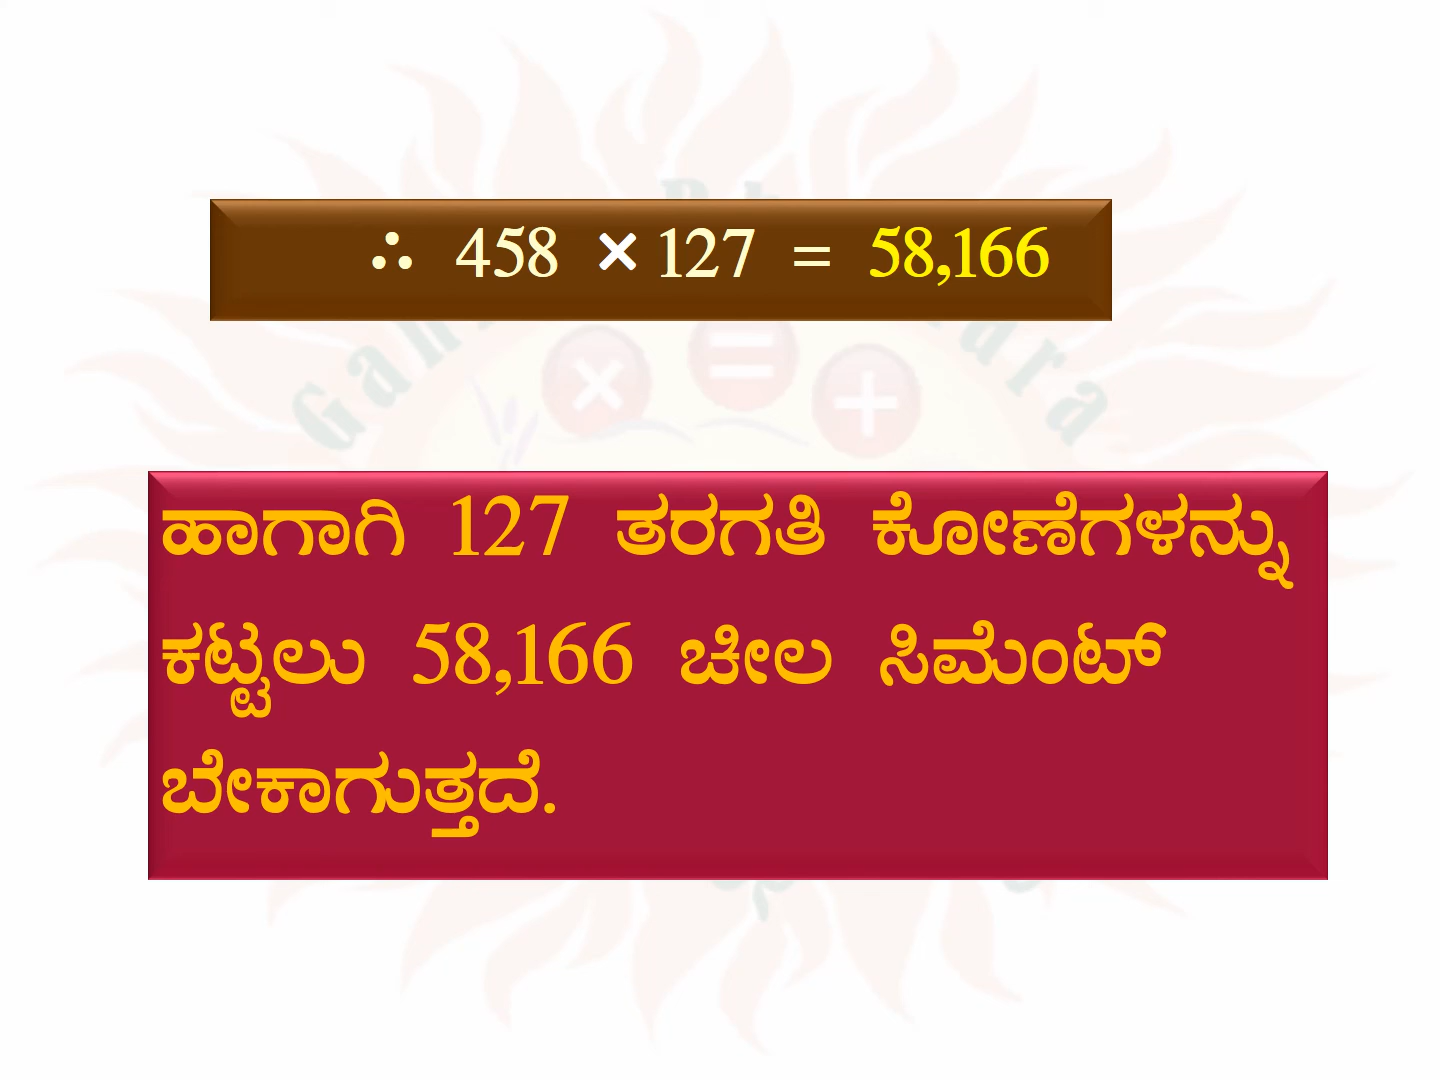 ∴ 458 × 127 = 58,166
ಹಾಗಾಗಿ 127 ತರಗತಿ ಕೋಣೆಗಳನ್ನು
ಕಟ್ಟಲು 58,166 ಚೀಲ ಸಿಮೆಂಟ್
ಬೇಕಾಗುತ್ತದೆ.